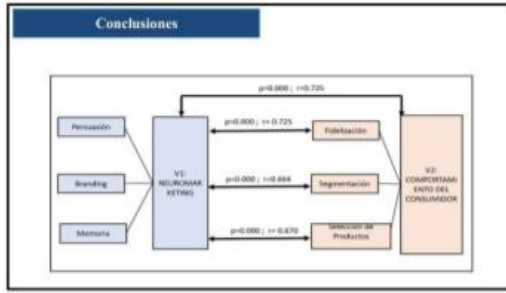 Conclusiones
p=0.000 ; r=0.725
Persuasión
p=0.000 ; r= 0.725
Fidelización
V1:
NEUROMAR
KETING
V2:
COMPORTAMI
ENTO DEL
CONSUMIDOR
Branding
p=0.000 ; r=0.664
Segmentación
Memoria
p=0.000 ; r= 0.670
Selección de
Productos